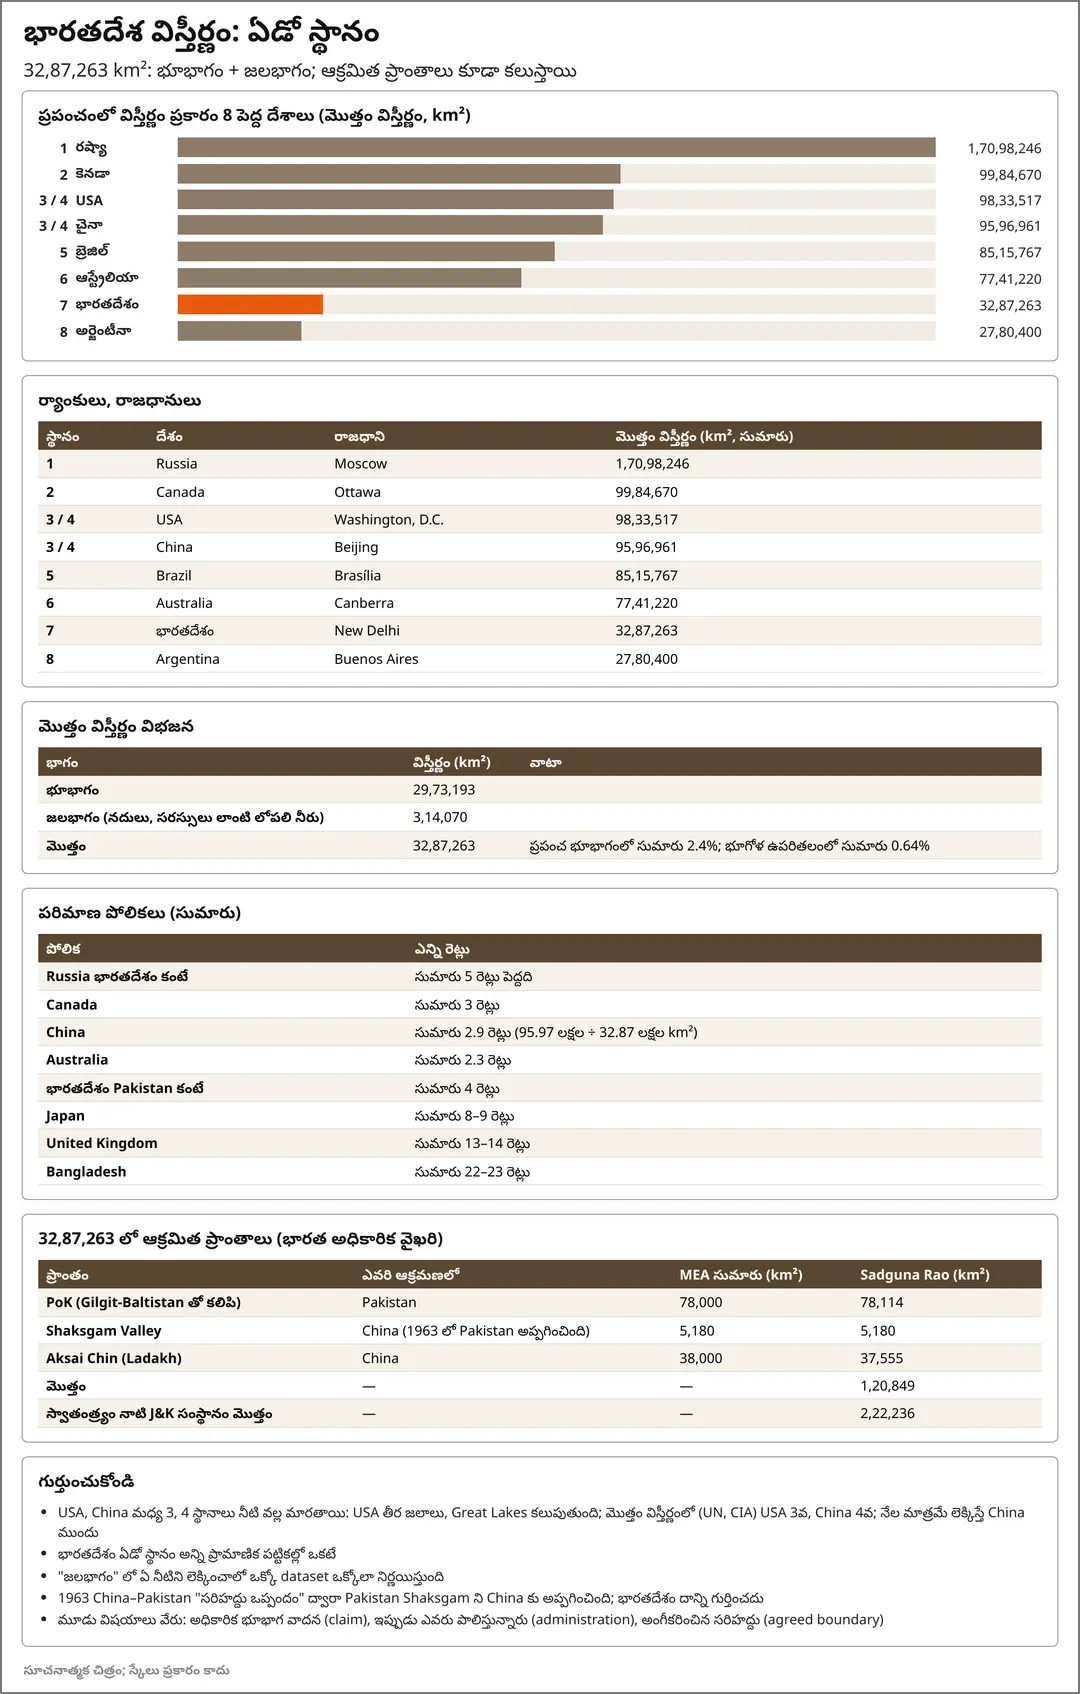 భారతదేశ విస్తీర్ణం: ఏడో స్థానం
32,87,263 km²: భూభాగం + జలభాగం; ఆక్రమిత ప్రాంతాలు కూడా కలుస్తాయి
ప్రపంచంలో విస్తీర్ణం ప్రకారం 8 పెద్ద దేశాలు (మొత్తం విస్తీర్ణం, km²)
1 రష్యా 1,70,98,246
2 కెనడా 99,84,670
3 / 4 USA 98,33,517
3 / 4 చైనా 95,96,961
5 బ్రెజిల్ 85,15,767
6 ఆస్ట్రేలియా 77,41,220
7 భారతదేశం 32,87,263
8 అర్జెంటీనా 27,80,400
ర్యాంకులు, రాజధానులు
స్థానం దేశం రాజధాని మొత్తం విస్తీర్ణం (km², సుమారు)
1 Russia Moscow 1,70,98,246
2 Canada Ottawa 99,84,670
3 / 4 USA Washington, D.C. 98,33,517
3 / 4 China Beijing 95,96,961
5 Brazil Brasília 85,15,767
6 Australia Canberra 77,41,220
7 భారతదేశం New Delhi 32,87,263
8 Argentina Buenos Aires 27,80,400
మొత్తం విస్తీర్ణం విభజన
భాగం విస్తీర్ణం (km²) వాటా
భూభాగం 29,73,193
జలభాగం (నదులు, సరస్సులు లాంటి లోపలి నీరు) 3,14,070
మొత్తం 32,87,263 ప్రపంచ భూభాగంలో సుమారు 2.4%; భూగోళ ఉపరితలంలో సుమారు 0.64%
పరిమాణ పోలికలు (సుమారు)
పోలిక ఎన్ని రెట్లు
Russia భారతదేశం కంటే సుమారు 5 రెట్లు పెద్దది
Canada సుమారు 3 రెట్లు
China సుమారు 2.9 రెట్లు (95.97 లక్షల ÷ 32.87 లక్షల km²)
Australia సుమారు 2.3 రెట్లు
భారతదేశం Pakistan కంటే సుమారు 4 రెట్లు
Japan సుమారు 8–9 రెట్లు
United Kingdom సుమారు 13–14 రెట్లు
Bangladesh సుమారు 22–23 రెట్లు
32,87,263 లో ఆక్రమిత ప్రాంతాలు (భారత అధికారిక వైఖరి)
ప్రాంతం ఎవరి ఆక్రమణలో MEA సుమారు (km²) Sadguna Rao (km²)
PoK (Gilgit-Baltistan తో కలిపి) Pakistan 78,000 78,114
Shaksgam Valley China (1963 లో Pakistan అప్పగించింది) 5,180 5,180
Aksai Chin (Ladakh) China 38,000 37,555
మొత్తం — — 1,20,849
స్వాతంత్ర్యం నాటి J&K సంస్థానం మొత్తం — — 2,22,236
గుర్తుంచుకోండి
• USA, China మధ్య 3, 4 స్థానాలు నీటి వల్ల మారతాయి: USA తీర జలాలు, Great Lakes కలుపుతుంది; మొత్తం విస్తీర్ణంలో (UN, CIA) USA 3వ, China 4వ; నేల మాత్రమే లెక్కిస్తే China
ముందు
• భారతదేశం ఏడో స్థానం అన్ని ప్రామాణిక పట్టికల్లో ఒకటే
• "జలభాగం" లో ఏ నీటిని లెక్కించాలో ఒక్కో dataset ఒక్కోలా నిర్ణయిస్తుంది
• 1963 China–Pakistan "సరిహద్దు ఒప్పందం" ద్వారా Pakistan Shaksgam ని China కు అప్పగించింది; భారతదేశం దాన్ని గుర్తించదు
• మూడు విషయాలు వేరు: అధికారిక భూభాగ వాదన (claim), ఇప్పుడు ఎవరు పాలిస్తున్నారు (administration), అంగీకరించిన సరిహద్దు (agreed boundary)
సూచనాత్మక చిత్రం; స్కేలు ప్రకారం కాదు